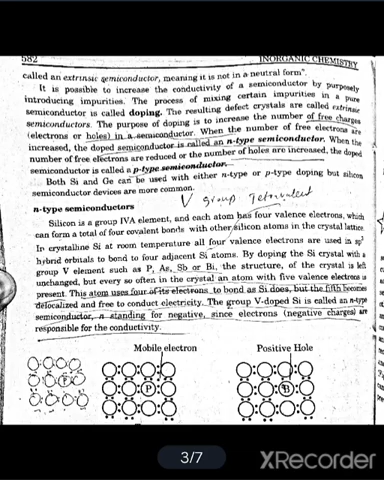 582 INORGANIC CHEMISTRY
called an extrinsic semiconductor, meaning it is not in a neutral form".
It is possible to increase the conductivity of a semiconductor by purposely
introducing impurities. The process of mixing certain impurities in a pure
semiconductor is called doping. The resulting defect crystals are called extrinsic
semiconductors. The purpose of doping is to increase the number of free charges
(electrons or holes) in a semiconductor. When the number of free electrons are
increased, the doped semiconductor is called an n-type semiconductor. When the
number of free electrons are reduced or the number of holes are increased, the doped
semiconductor is called a p-type semiconductor.
Both Si and Ge can be used with either n-type or p-type doping but silicon
semiconductor devices are more common.
V group
n-type semiconductors
Silicon is a group IVA element, and each atom has four valence electrons, which
can form a total of four covalent bonds with other silicon atoms in the crystal lattice.
In crystalline Si at room temperature all four valence electrons are used in sp³
hybrid orbitals to bond to four adjacent Si atoms. By doping the Si crystal with a
group V element such as P, As, Sb or Bi, the structure, of the crystal is left
unchanged, but every so often in the crystal an atom with five valence electrons is
present. This atom uses four of its electrons to bond as Si does, but the fifth becomes
delocalized and free to conduct electricity. The group V-doped Si is called an n-type
semiconductor, n standing for negative, since electrons (negative charges) are
responsible for the conductivity.
Mobile electron Positive Hole
P P B
3/7
XRecorder